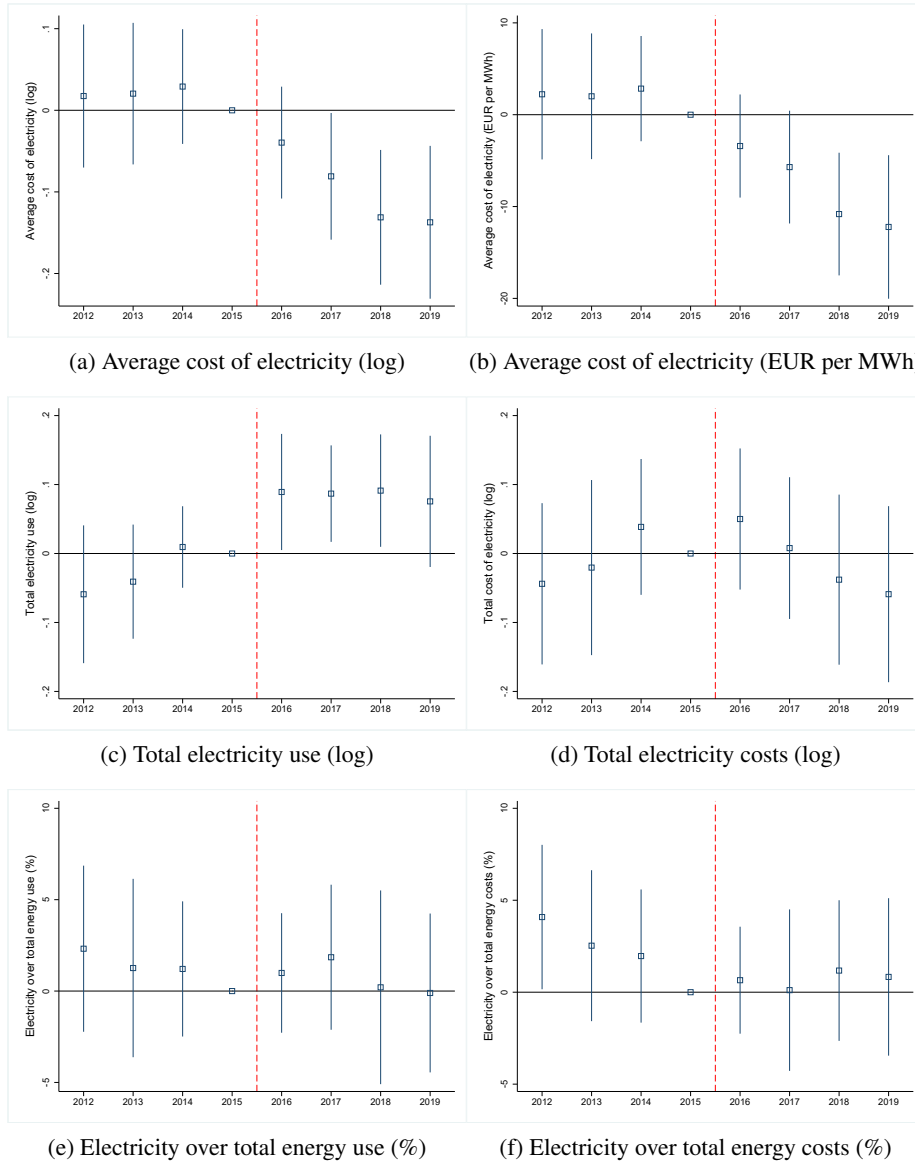 Average cost of electricity (log)
.1
0
-.1
-.2
2012 2013 2014 2015 2016 2017 2018 2019
(a) Average cost of electricity (log)
Average cost of electricity (EUR per MWh)
10
0
-10
-20
2012 2013 2014 2015 2016 2017 2018 2019
(b) Average cost of electricity (EUR per MWh
Total electricity use (log)
.2
.1
0
-.1
-.2
2012 2013 2014 2015 2016 2017 2018 2019
(c) Total electricity use (log)
Total cost of electricity (log)
.2
.1
0
-.1
-.2
2012 2013 2014 2015 2016 2017 2018 2019
(d) Total electricity costs (log)
Electricity over total energy use (%)
10
5
0
-5
2012 2013 2014 2015 2016 2017 2018 2019
(e) Electricity over total energy use (%)
Electricity over total energy costs (%)
10
5
0
-5
2012 2013 2014 2015 2016 2017 2018 2019
(f) Electricity over total energy costs (%)